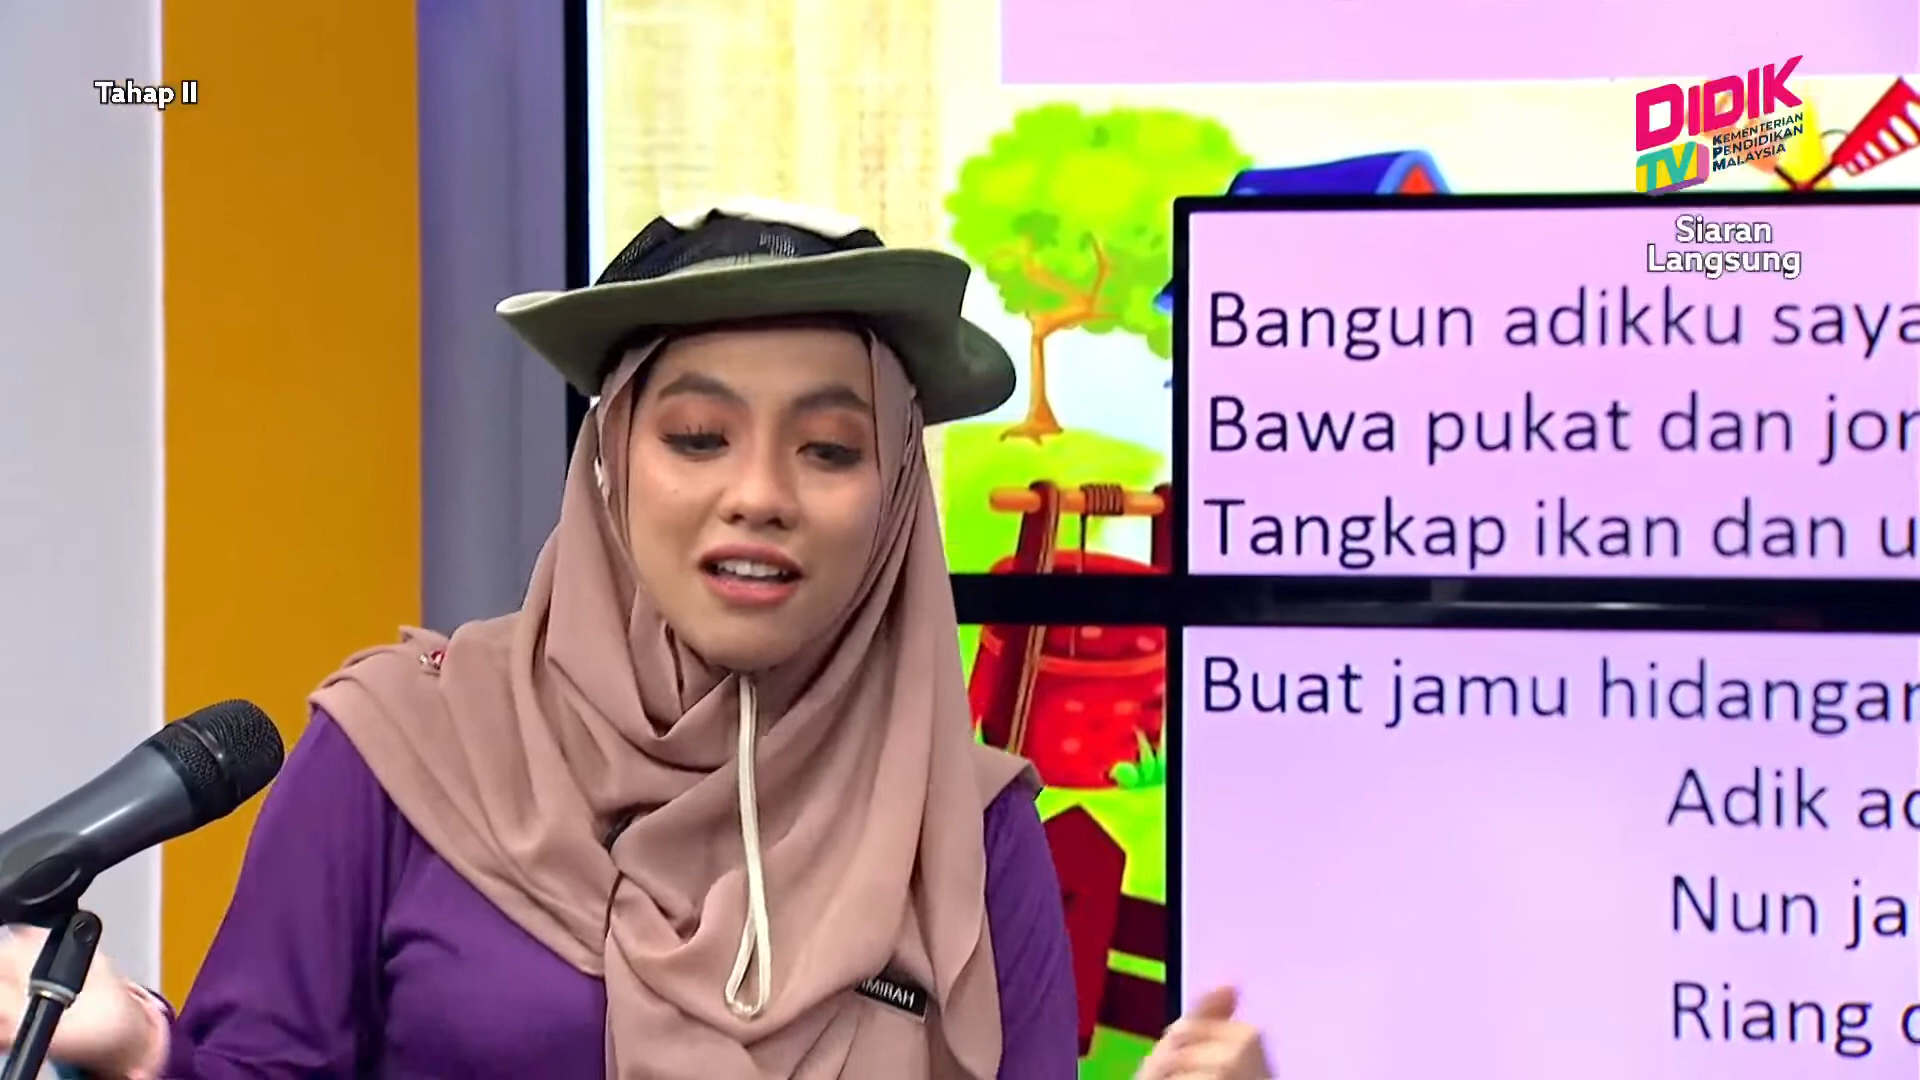 Tahap II
DIDIK
TV
KEMENTERIAN
PENDIDIKAN
MALAYSIA
Siaran
Langsung
Bangun adikku saya
Bawa pukat dan jor
Tangkap ikan dan u
Buat jamu hidangan
Adik ad
Nun ja
Riang
MIRAH